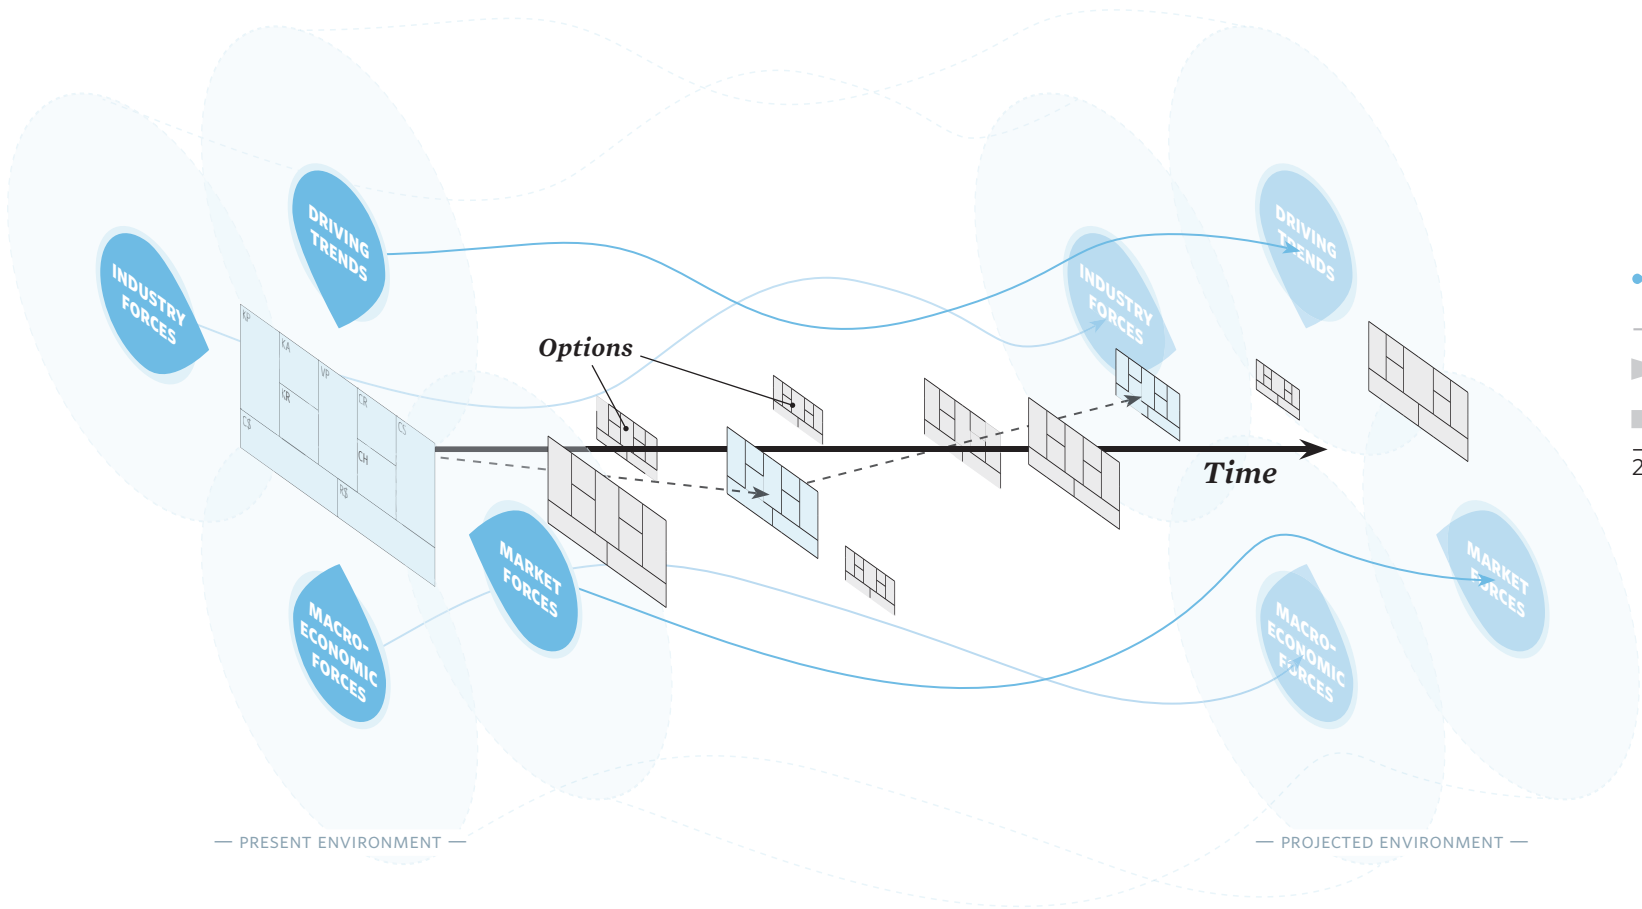 DRIVING
TRENDS
INDUSTRY
FORCES
KP
KA
VP
KR
CR
CS
C$
CH
R$
MACRO-
ECONOMIC
FORCES
MARKET
FORCES
Options
Time
INDUSTRY
FORCES
DRIVING
TRENDS
MARKET
FORCES
MACRO-
ECONOMIC
FORCES
2
— PRESENT ENVIRONMENT —
— PROJECTED ENVIRONMENT —